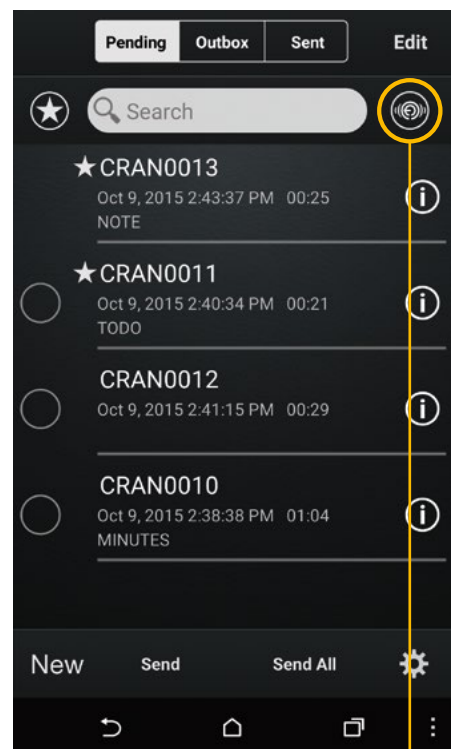 Pending Outbox Sent Edit
Search
★CRAN0013
Oct 9, 2015 2:43:37 PM 00:25
NOTE
★CRAN0011
Oct 9, 2015 2:40:34 PM 00:21
TODO
CRAN0012
Oct 9, 2015 2:41:15 PM 00:29
CRAN0010
Oct 9, 2015 2:38:38 PM 01:04
MINUTES
New Send Send All